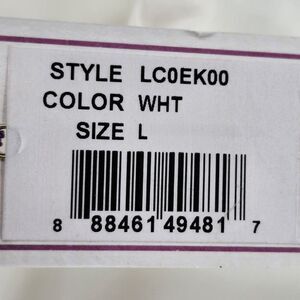 STYLE LC0EK00
COLOR WHT
SIZE L
8 88461 49481 7